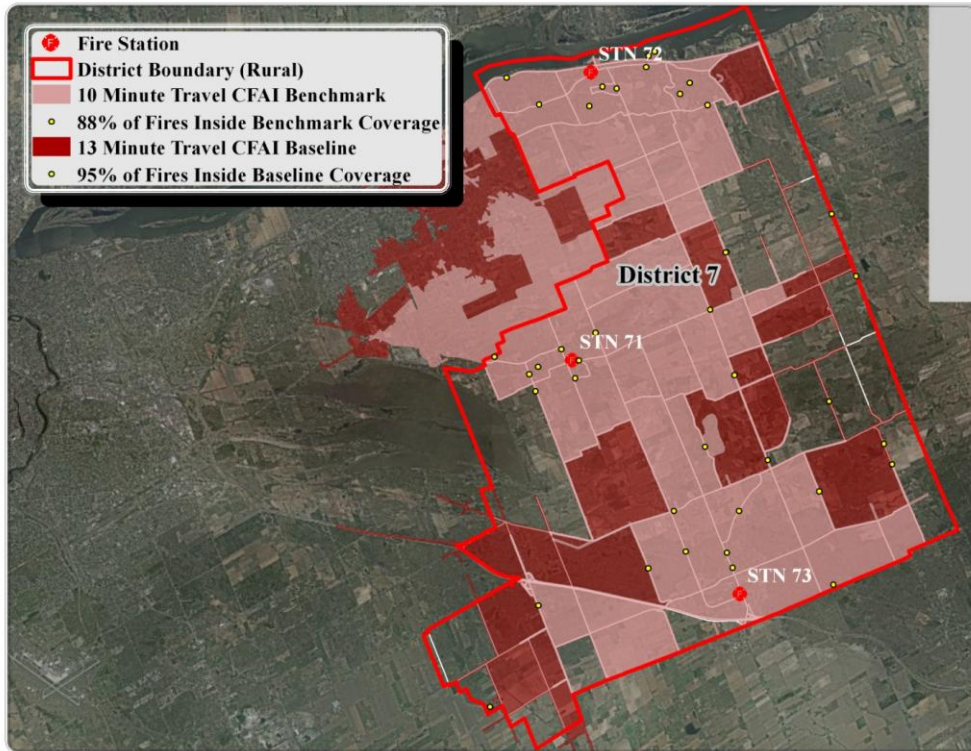 Fire Station
District Boundary (Rural)
10 Minute Travel CFAI Benchmark
88% of Fires Inside Benchmark Coverage
13 Minute Travel CFAI Baseline
95% of Fires Inside Baseline Coverage
STN 72
District 7
STN 71
STN 73